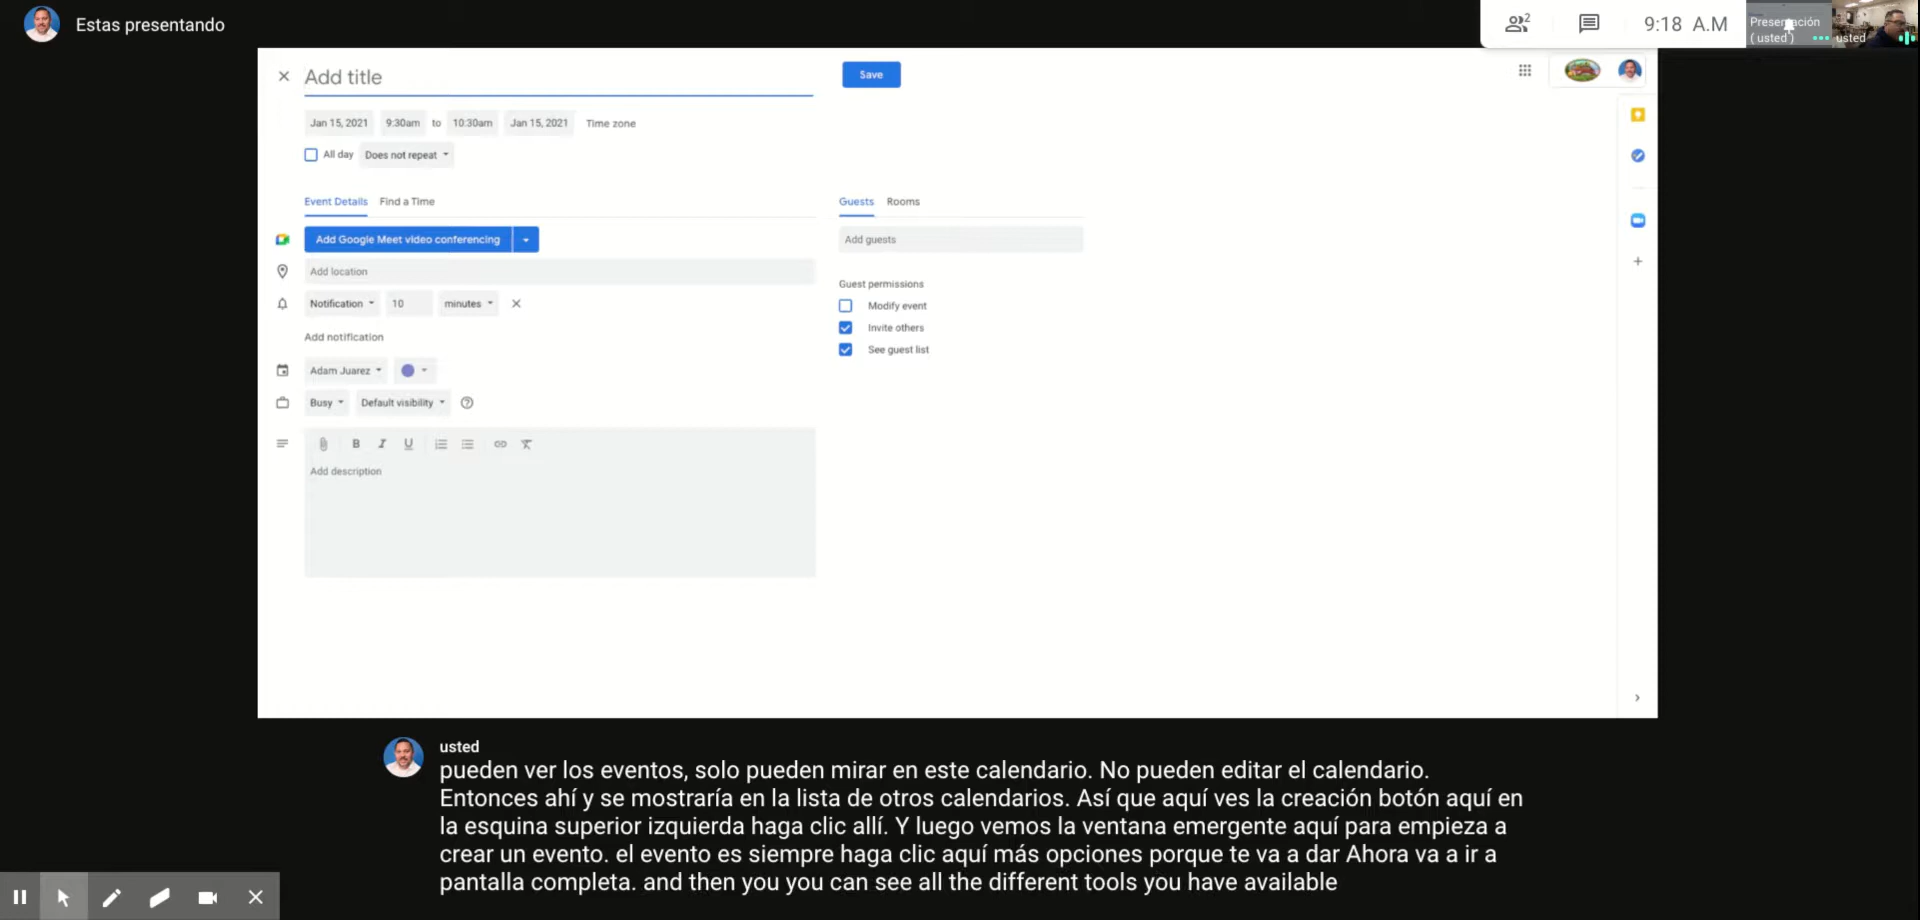 Estas presentando
2
9:18 A.M
Presentación
( usted )
usted
Add title
Save
Jan 15, 2021 9:30am to 10:30am Jan 15, 2021 Time zone
All day Does not repeat
Event Details Find a Time
Guests Rooms
Add Google Meet video conferencing
Add guests
Add location
Guest permissions
Notification 10 minutes
Modify event
Invite others
Add notification
See guest list
Adam Juarez
Busy Default visibility
B I U
Add description
usted
pueden ver los eventos, solo pueden mirar en este calendario. No pueden editar el calendario.
Entonces ahí y se mostraría en la lista de otros calendarios. Así que aquí ves la creación botón aquí en
la esquina superior izquierda haga clic allí. Y luego vemos la ventana emergente aquí para empieza a
crear un evento. el evento es siempre haga clic aquí más opciones porque te va a dar Ahora va a ir a
pantalla completa. and then you you can see all the different tools you have available